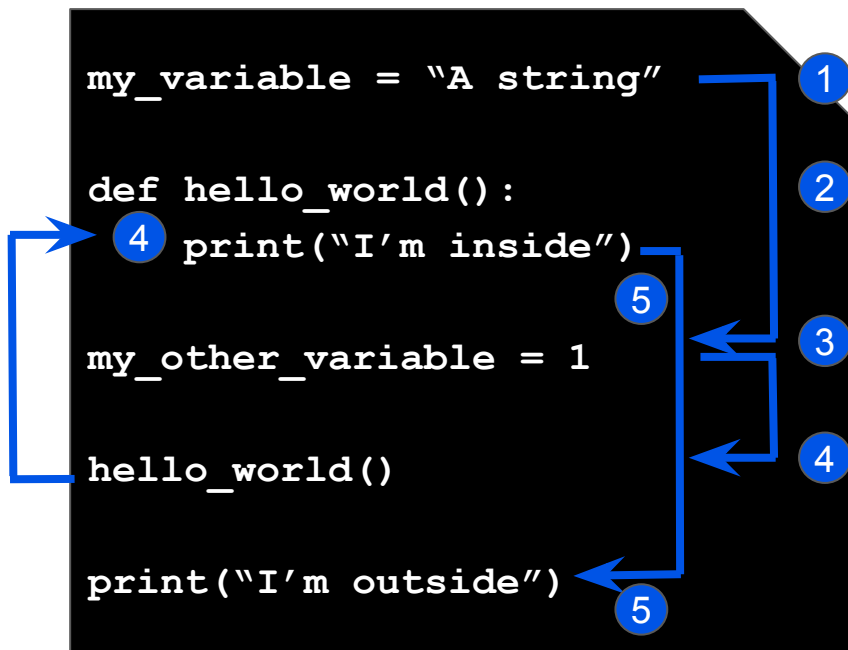 my_variable = “A string” 1
def hello_world(): 2
4 print(“I’m inside”)
5
3
my_other_variable = 1
hello_world() 4
print(“I’m outside”)
5